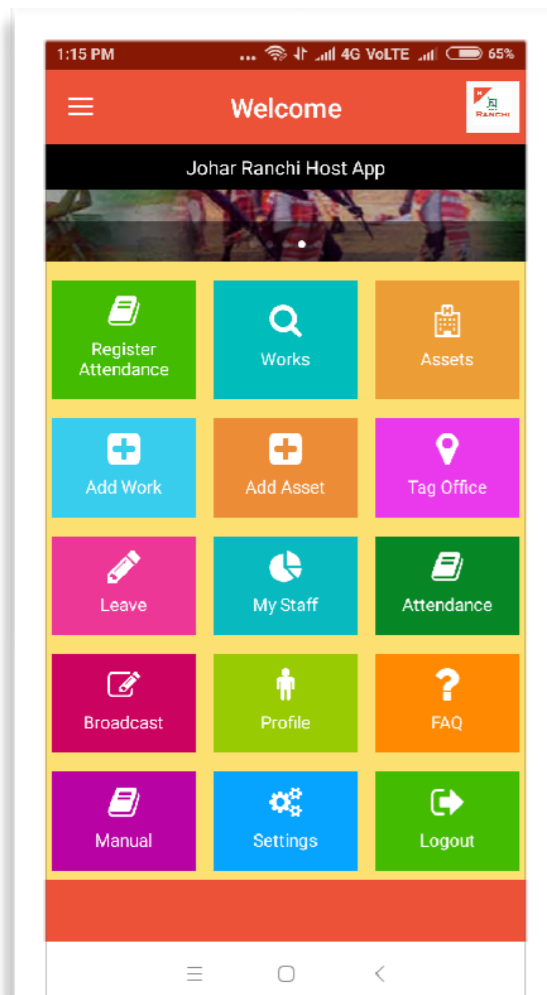 1:15 PM ... 4G VoLTE 65%
Welcome
RANCHI
Johar Ranchi Host App
Register
Attendance
Works
Assets
Add Work
Add Asset
Tag Office
Leave
My Staff
Attendance
Broadcast
Profile
FAQ
Manual
Settings
Logout